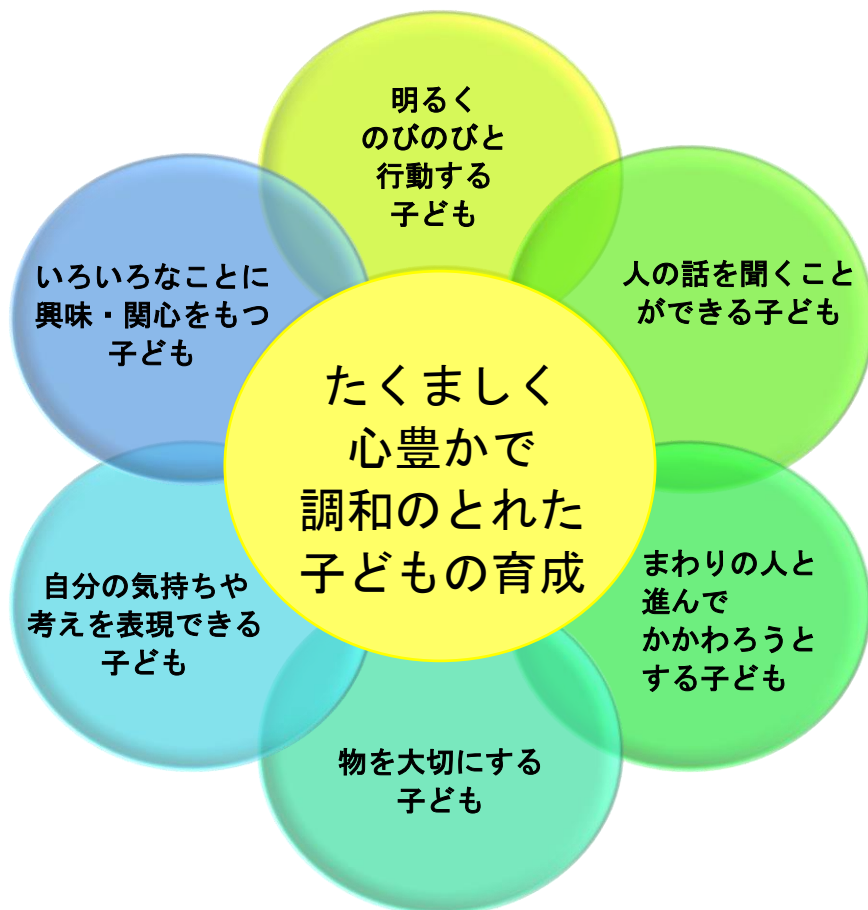 明るく
のびのびと
行動する
子ども
人の話を聞くこと
ができる子ども
まわりの人と
進んで
かかわろうと
する子ども
物を大切にする
子ども
自分の気持ちや
考えを表現できる
子ども
いろいろなことに
興味・関心をもつ
子ども
たくましく
心豊かで
調和のとれた
子どもの育成